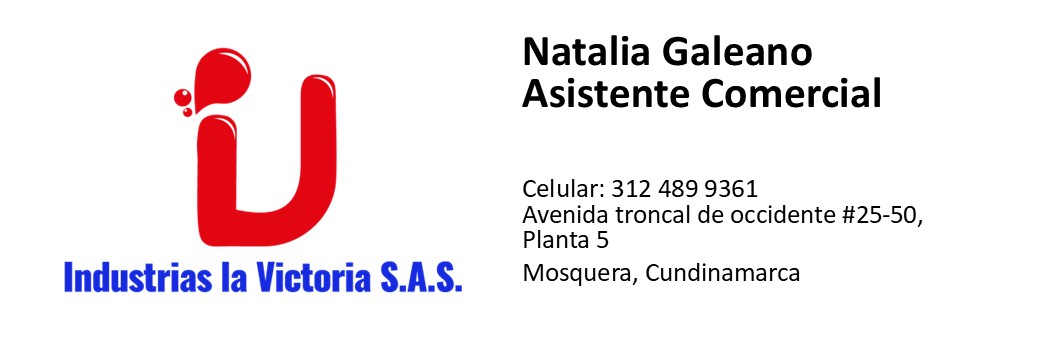 Natalia Galeano
Asistente Comercial
Celular: 312 489 9361
Avenida troncal de occidente #25-50,
Planta 5
Mosquera, Cundinamarca
Industrias la Victoria S.A.S.